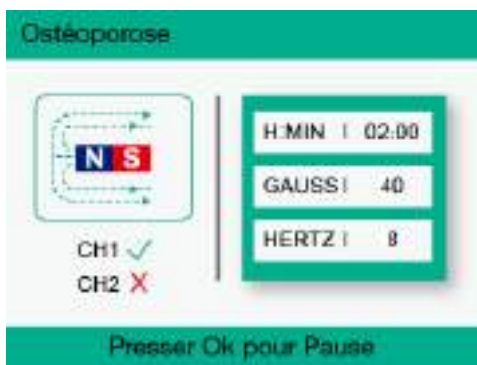 Ostéoporose
N S
H:MIN | 02:00
GAUSS | 40
HERTZ | 8
CH1 ✓
CH2 X
Presser Ok pour Pause